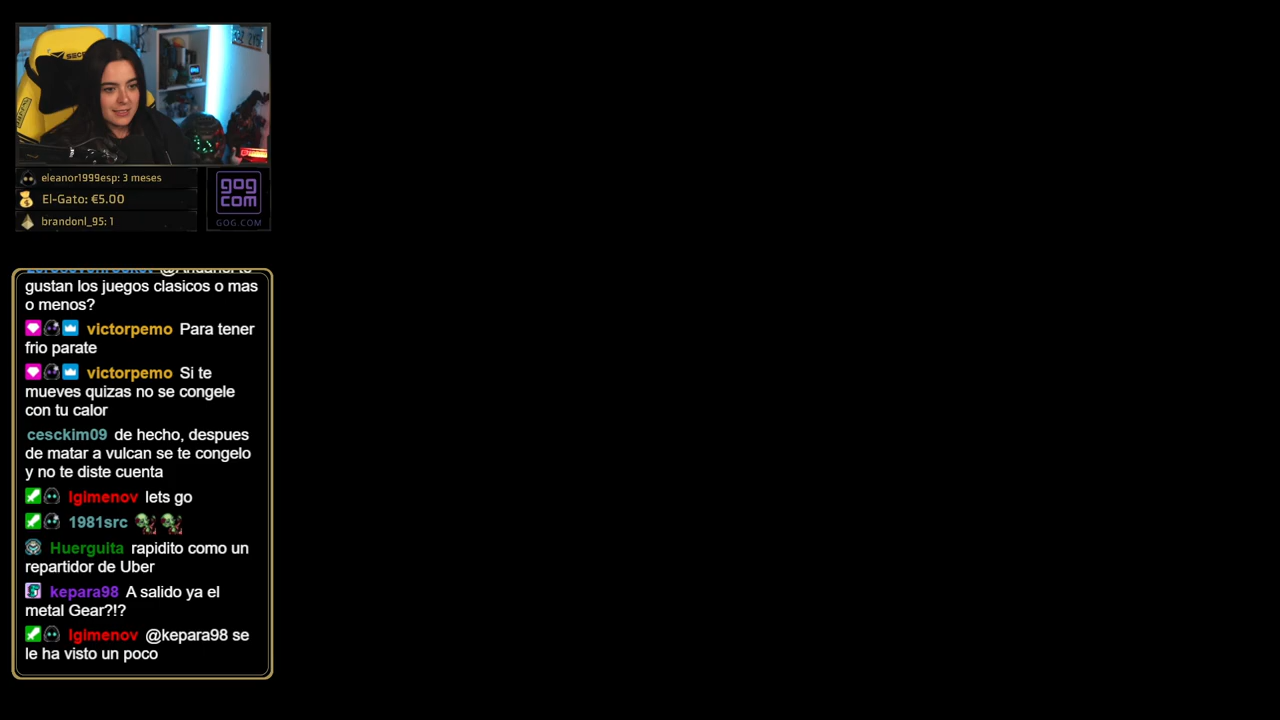 SECRE
eleanor1999esp: 3 meses
El-Gato: €5.00
brandonl_95: 1
gog
com
GOG.COM
gustan los juegos clasicos o mas
o menos?
victorpemo Para tener
frio parate
victorpemo Si te
mueves quizas no se congele
con tu calor
cesckim09 de hecho, despues
de matar a vulcan se te congelo
y no te diste cuenta
lgimenov lets go
1981src
Huerguita rapidito como un
repartidor de Uber
kepara98 A salido ya el
metal Gear?!?
lgimenov @kepara98 se
le ha visto un poco